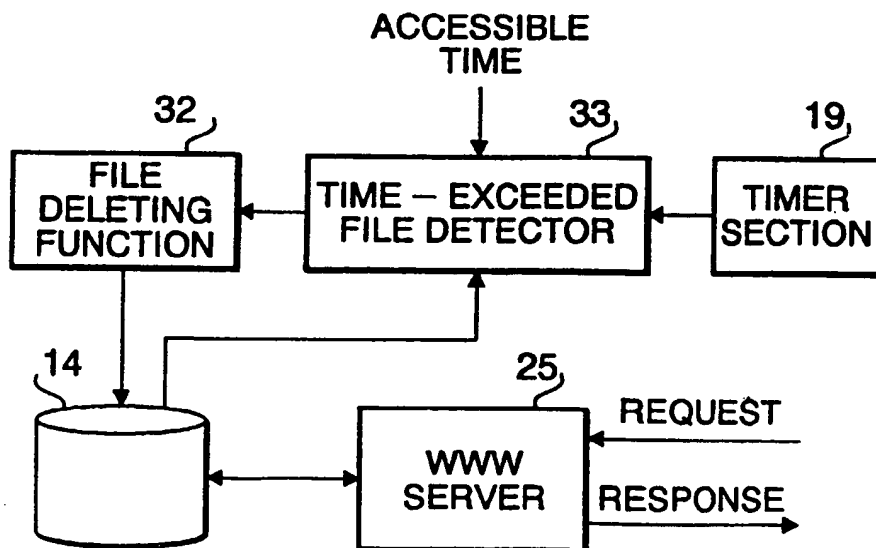 ACCESSIBLE
TIME
32
33
19
FILE
DELETING
FUNCTION
TIME – EXCEEDED
FILE DETECTOR
TIMER
SECTION
14
25
WWW
SERVER
REQUEST
RESPONSE